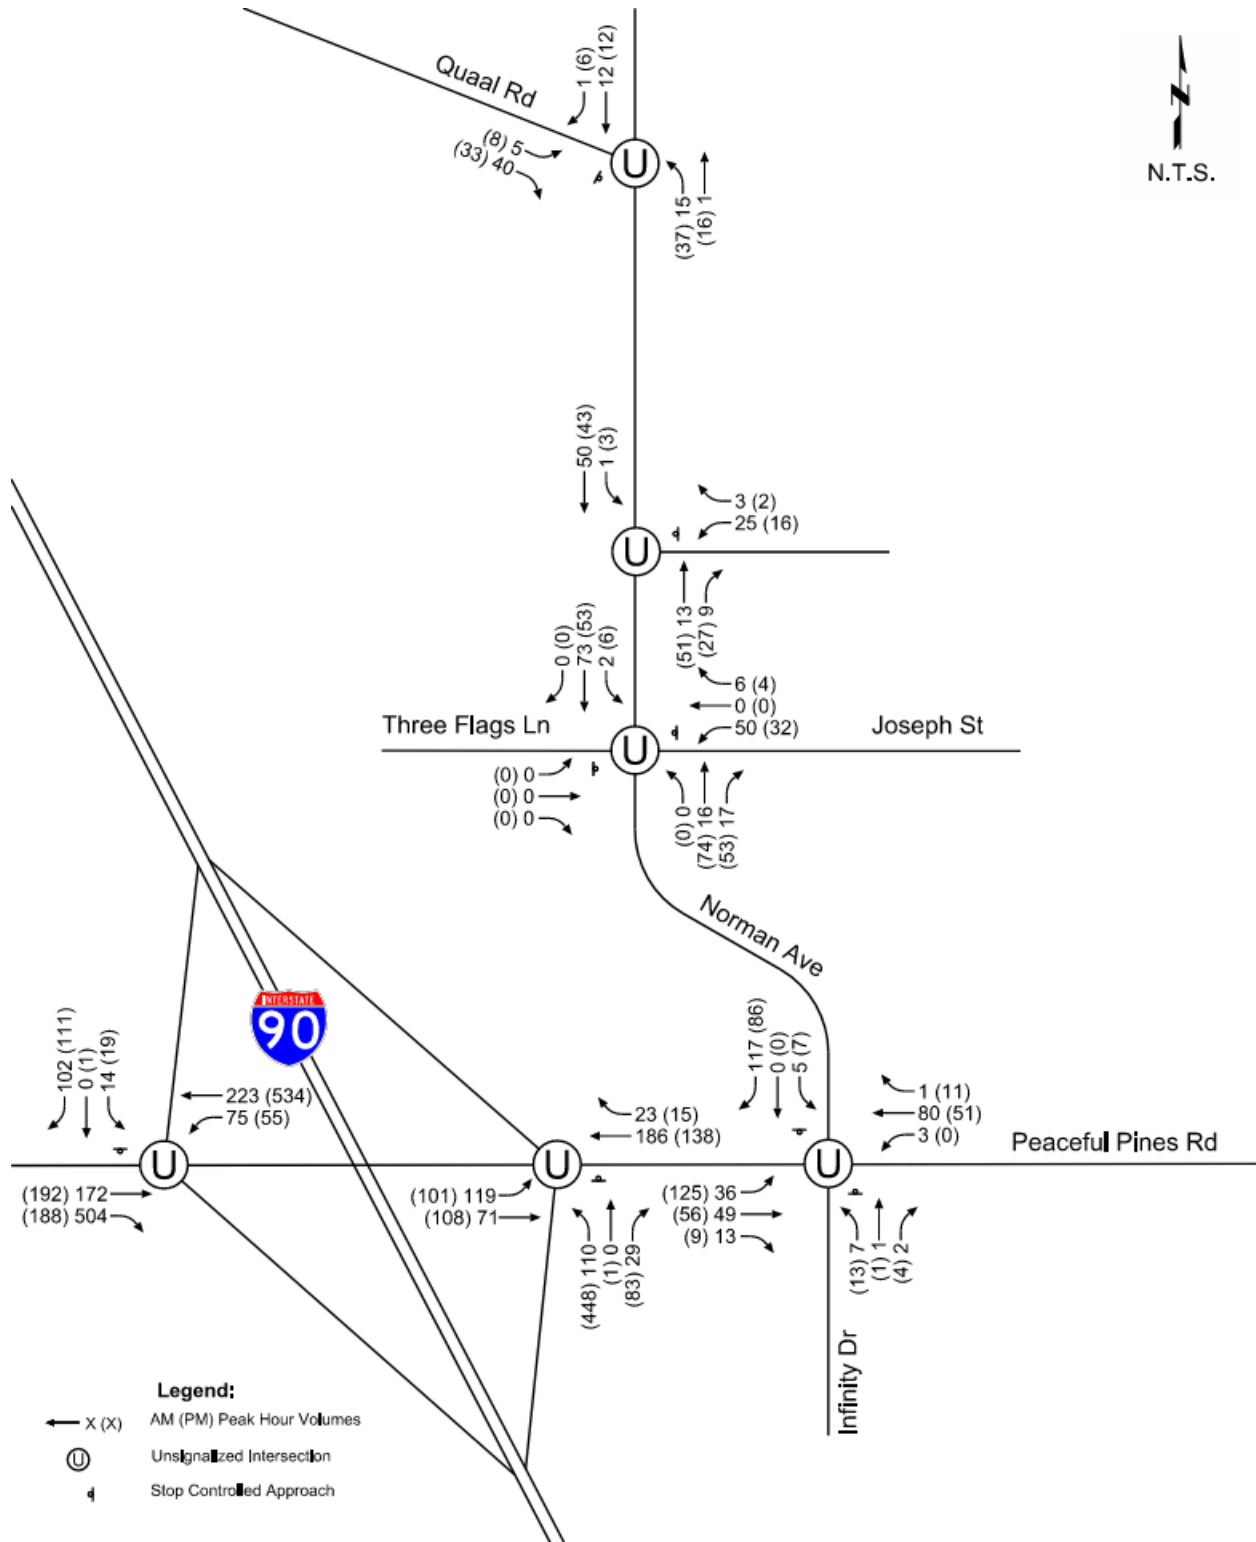 Quaal Rd
1 (6)
12 (12)
(8) 5
(33) 40
U
(37) 15
(16) 1
N
N.T.S.
50 (43)
1 (3)
3 (2)
25 (16)
U
(51) 13
(27) 9
0 (0)
73 (53)
2 (6)
6 (4)
0 (0)
50 (32)
Three Flags Ln
U
Joseph St
(0) 0
(0) 0
(0) 0
(0) 0
(74) 16
(53) 17
Norman Ave
INTERSTATE
90
102 (111)
0 (1)
14 (19)
223 (534)
75 (55)
U
(192) 172
(188) 504
23 (15)
186 (138)
U
(101) 119
(108) 71
(448) 110
(1) 0
(83) 29
117 (86)
0 (0)
5 (7)
1 (11)
80 (51)
3 (0)
U
Peaceful Pines Rd
(125) 36
(56) 49
(9) 13
(13) 7
(1) 1
(4) 2
Infinity Dr
Legend:
X (X) AM (PM) Peak Hour Volumes
U Unsignalized Intersection
Stop Controlled Approach